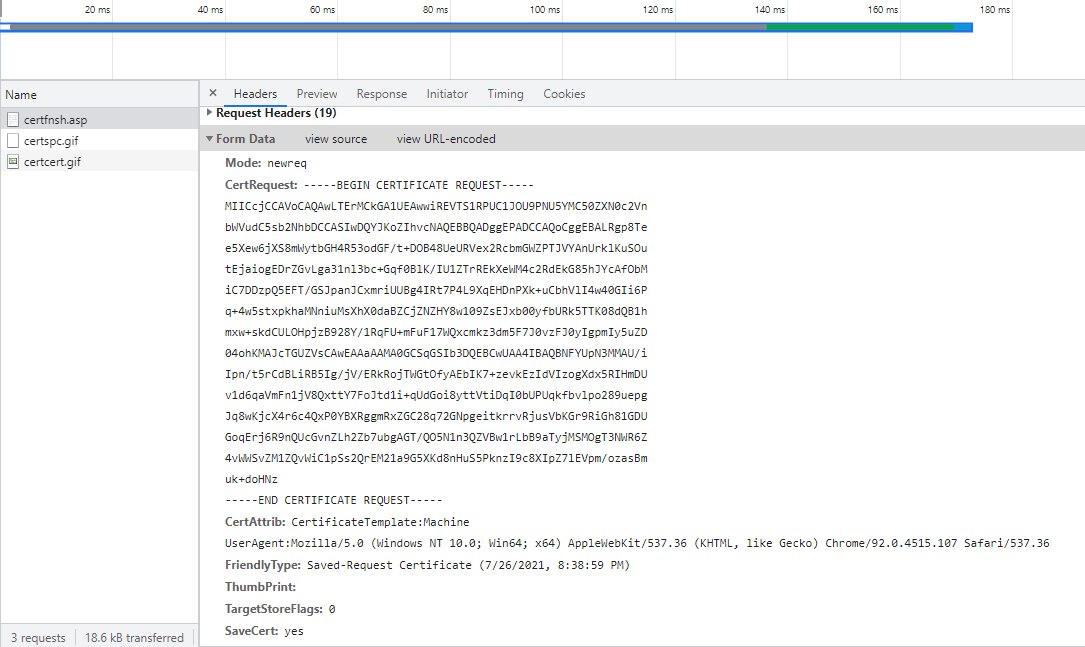 20 ms 40 ms 60 ms 80 ms 100 ms 120 ms 140 ms 160 ms 180 ms
Name
certfnsh.asp
certspc.gif
certcert.gif
3 requests 18.6 kB transferred
× Headers Preview Response Initiator Timing Cookies
Request Headers (19)
Form Data view source view URL-encoded
Mode: newreq
CertRequest: -----BEGIN CERTIFICATE REQUEST-----
MIICcjCCAVoCAQAwLTErMCkGA1UEAwwiREVTS1RPUC1JOU9PNU5YMC50ZXN0c2Vn
bWVudC5sb2NhbDCCASIwDQYJKoZIhvcNAQEBBQADggEPADCCAQoCggEBALRgp8Te
e5Xew6jXS8mWytbGH4R53odGF/t+DOB48UeURVex2RcbmGWZPTJVYAnUrklKuSOu
tEjaiogEDrZGvLga31nl3bc+Gqf0BlK/IU1ZTrREkXeWM4c2RdEkG85hJYcAfObM
iC7DDzpQ5EFT/GSJpanJCxmriUUBg4IRt7P4L9XqEHDnPXk+uCbhVlI4w40GIi6P
q+4w5stxpkhaMNniuMsXhX0daBZCjZNZHY8w109ZsEJxb00yfbURk5TTK08dQB1h
mxw+skdCULOHpjzB928Y/1RqFU+mFuF17WQxcmkz3dm5F7J0vzFJ0yIgpmIy5uZD
04ohKMAJcTGUZVsCAwEAAaAAMA0GCSqGSIb3DQEBCwUAA4IBAQBNFYUpN3MMAU/i
Ipn/t5rCdBLiRB5Ig/jV/ERkRojTWGtOfyAEbIK7+zevkEzIdVIzogXdx5RIHmDU
v1d6qaVmFn1jV8QxttY7FoJtd1i+qUdGoi8yttVtiDqI0bUPUqkfbvlpo289uepg
Jq8wKjcX4r6c4QxP0YBXRggmRxZGC28q72GNpgeitkrrvRjusVbKGr9RiGh81GDU
GoqErj6R9nQUcGvnZLh2Zb7ubgAGT/QO5N1n3QZVBw1rLbB9aTyjMSMOgT3NWR6Z
4vWWSvZM1ZQvWiC1pSs2QrEM21a9G5XKd8nHuS5PknzI9c8XIpZ7lEVpm/ozasBm
uk+doHNz
-----END CERTIFICATE REQUEST-----
CertAttrib: CertificateTemplate:Machine
UserAgent:Mozilla/5.0 (Windows NT 10.0; Win64; x64) AppleWebKit/537.36 (KHTML, like Gecko) Chrome/92.0.4515.107 Safari/537.36
FriendlyType: Saved-Request Certificate (7/26/2021, 8:38:59 PM)
ThumbPrint:
TargetStoreFlags: 0
SaveCert: yes